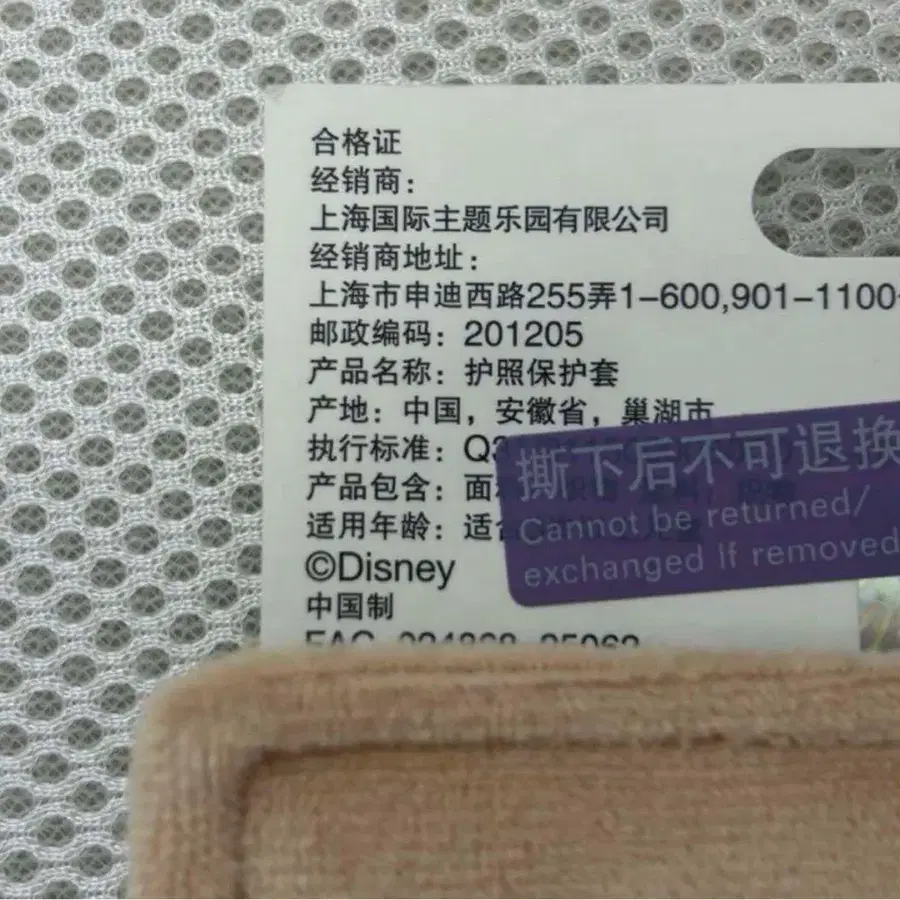 合格证
经销商:
上海国际主题乐园有限公司
经销商地址:
上海市申迪西路255弄1-600,901-1100
邮政编码: 201205
产品名称: 护照保护套
产地: 中国, 安徽省, 巢湖市
执行标准:
产品包含:
适用年龄:
©Disney
中国制
撕下后不可退换
Cannot be returned/
exchanged If removed